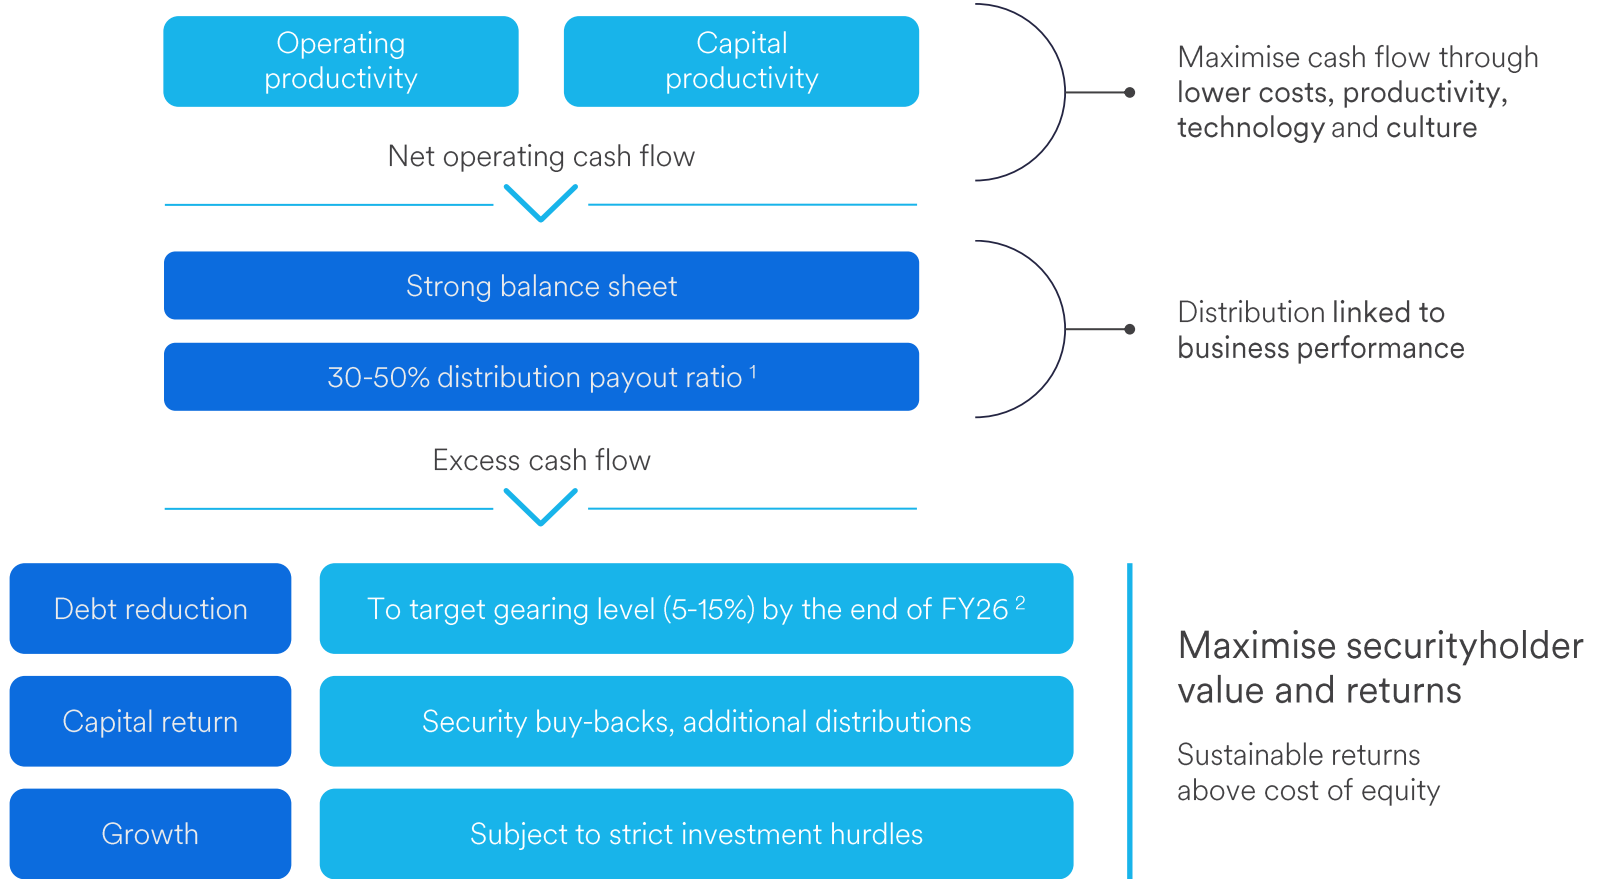 Operating
productivity
Capital
productivity
Maximise cash flow through
lower costs, productivity,
technology and culture
Net operating cash flow
Strong balance sheet
30-50% distribution payout ratio 1
Distribution linked to
business performance
Excess cash flow
Debt reduction
To target gearing level (5-15%) by the end of FY26 2
Capital return
Security buy-backs, additional distributions
Growth
Subject to strict investment hurdles
Maximise securityholder
value and returns
Sustainable returns
above cost of equity